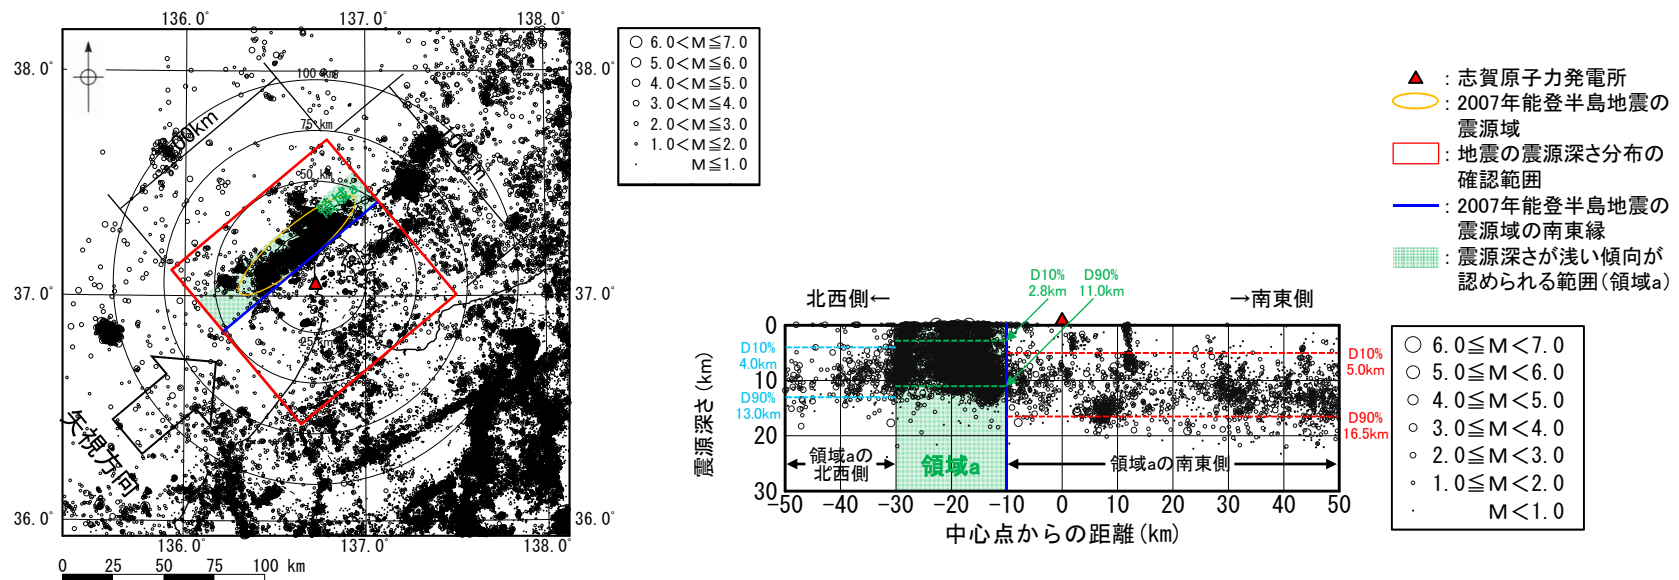 136.0°
137.0°
138.0°
38.0°
38.0°
37.0°
37.0°
36.0°
36.0°
136.0°
137.0°
138.0°
100 km
75 km
50 km
25 km
領域a
矢視方向
0 25 50 75 100 km
6.0<M≦7.0
5.0<M≦6.0
4.0<M≦5.0
3.0<M≦4.0
2.0<M≦3.0
1.0<M≦2.0
M≦1.0
:志賀原子力発電所
:2007年能登半島地震の
震源域
:地震の震源深さ分布の
確認範囲
:2007年能登半島地震の
震源域の南東縁
:震源深さが浅い傾向が
認められる範囲(領域a)
北西側←
→南東側
D10%
2.8km
D90%
11.0km
D10%
4.0km
D90%
13.0km
D10%
5.0km
D90%
16.5km
震源深さ(km)
0
10
20
30
領域aの
北西側
領域a
領域aの南東側
-50 -40 -30 -20 -10 0 10 20 30 40 50
中心点からの距離(km)
6.0≦M<7.0
5.0≦M<6.0
4.0≦M<5.0
3.0≦M<4.0
2.0≦M<3.0
1.0≦M<2.0
M<1.0